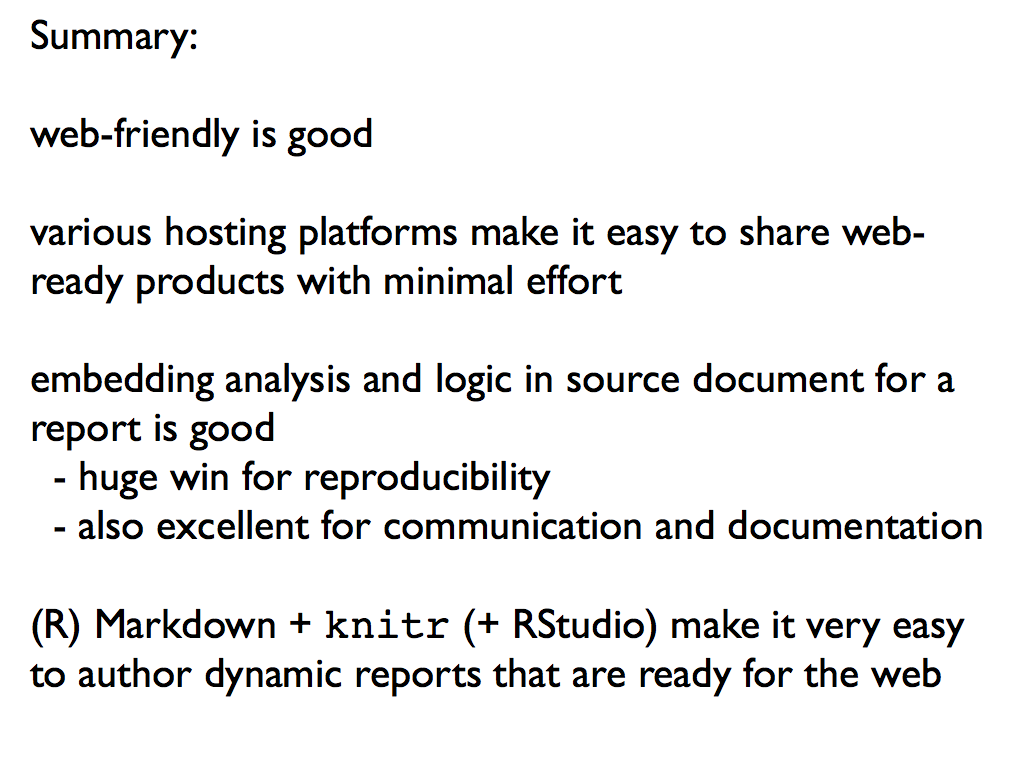 Summary:
web-friendly is good
various hosting platforms make it easy to share web-
ready products with minimal effort
embedding analysis and logic in source document for a
report is good
- huge win for reproducibility
- also excellent for communication and documentation
(R) Markdown + knitr (+ RStudio) make it very easy
to author dynamic reports that are ready for the web